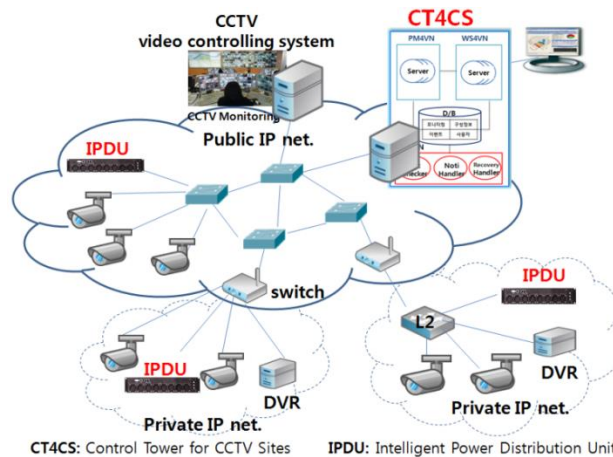 CCTV
video controlling system
CT4CS
PM4VN WS4VN
Server Server
D/B
CCTV Monitoring
Public IP net.
IPDU
Noti Handler
Recovery Handler
switch
IPDU
L2
IPDU
DVR
DVR
Private IP net.
Private IP net.
CT4CS: Control Tower for CCTV Sites IPDU: Intelligent Power Distribution Unit